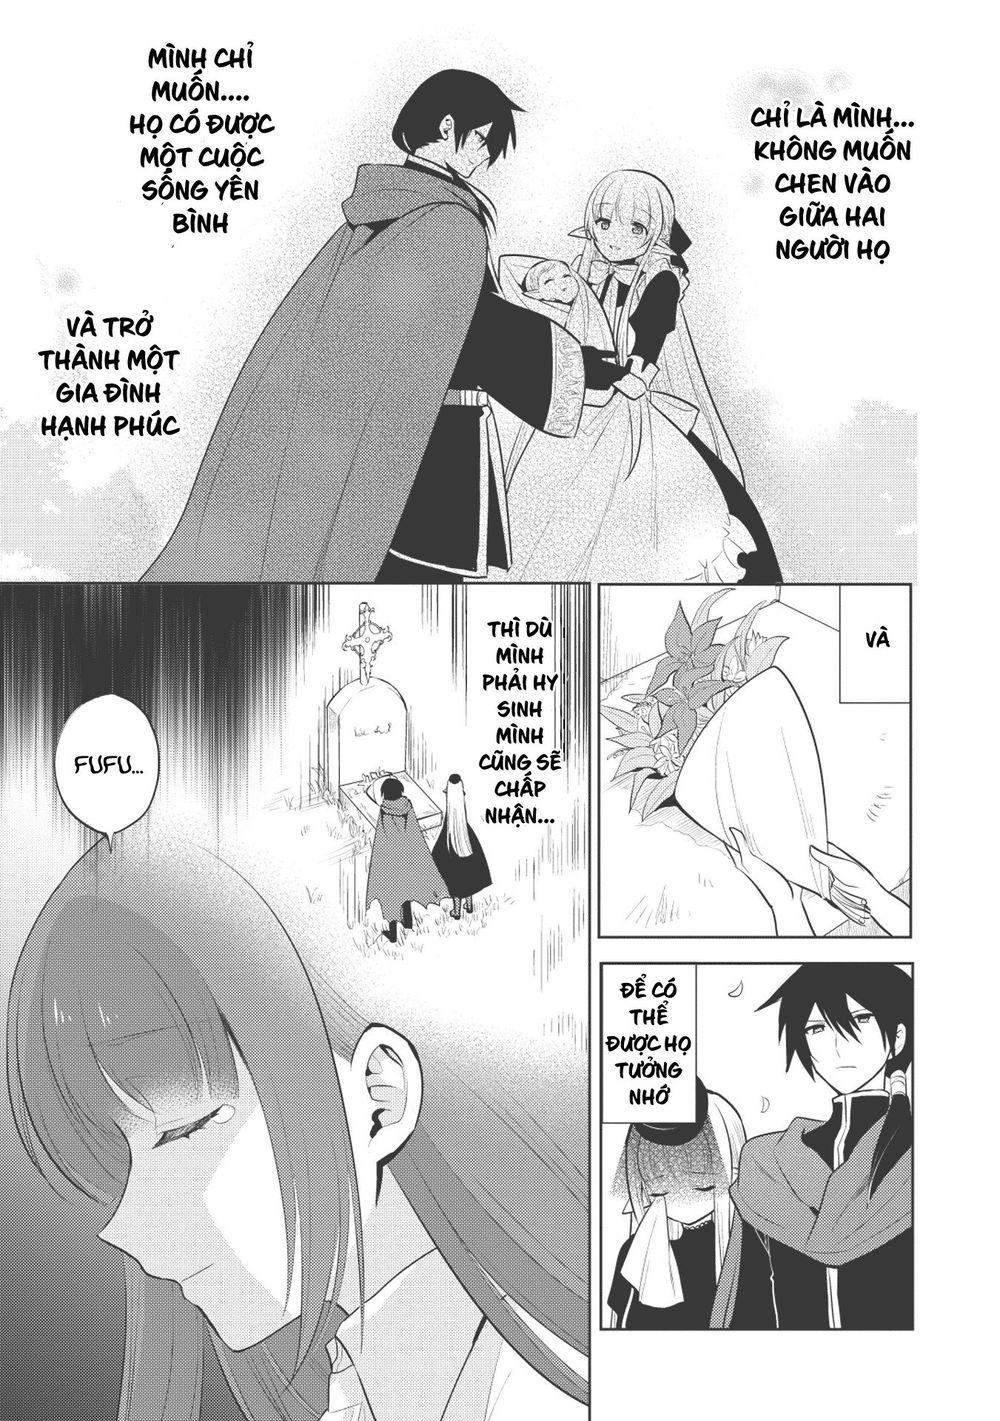 CHỈ LÀ MÌNH...
KHÔNG MUỐN
CHEN VÀO
GIỮA HAI
NGƯỜI HỌ
MÌNH CHỈ
MUỐN....
HỌ CÓ ĐƯỢC
MỘT CUỘC
SỐNG YÊN
BÌNH
VÀ TRỞ
THÀNH MỘT
GIA ĐÌNH
HẠNH PHÚC
VÀ
ĐỂ CÓ
THỂ
ĐƯỢC HỌ
TƯỞNG
NHỚ
THÌ DÙ
MÌNH
PHẢI HY
SINH
MÌNH
CŨNG SẼ
CHẤP
NHẬN...
FUFU...